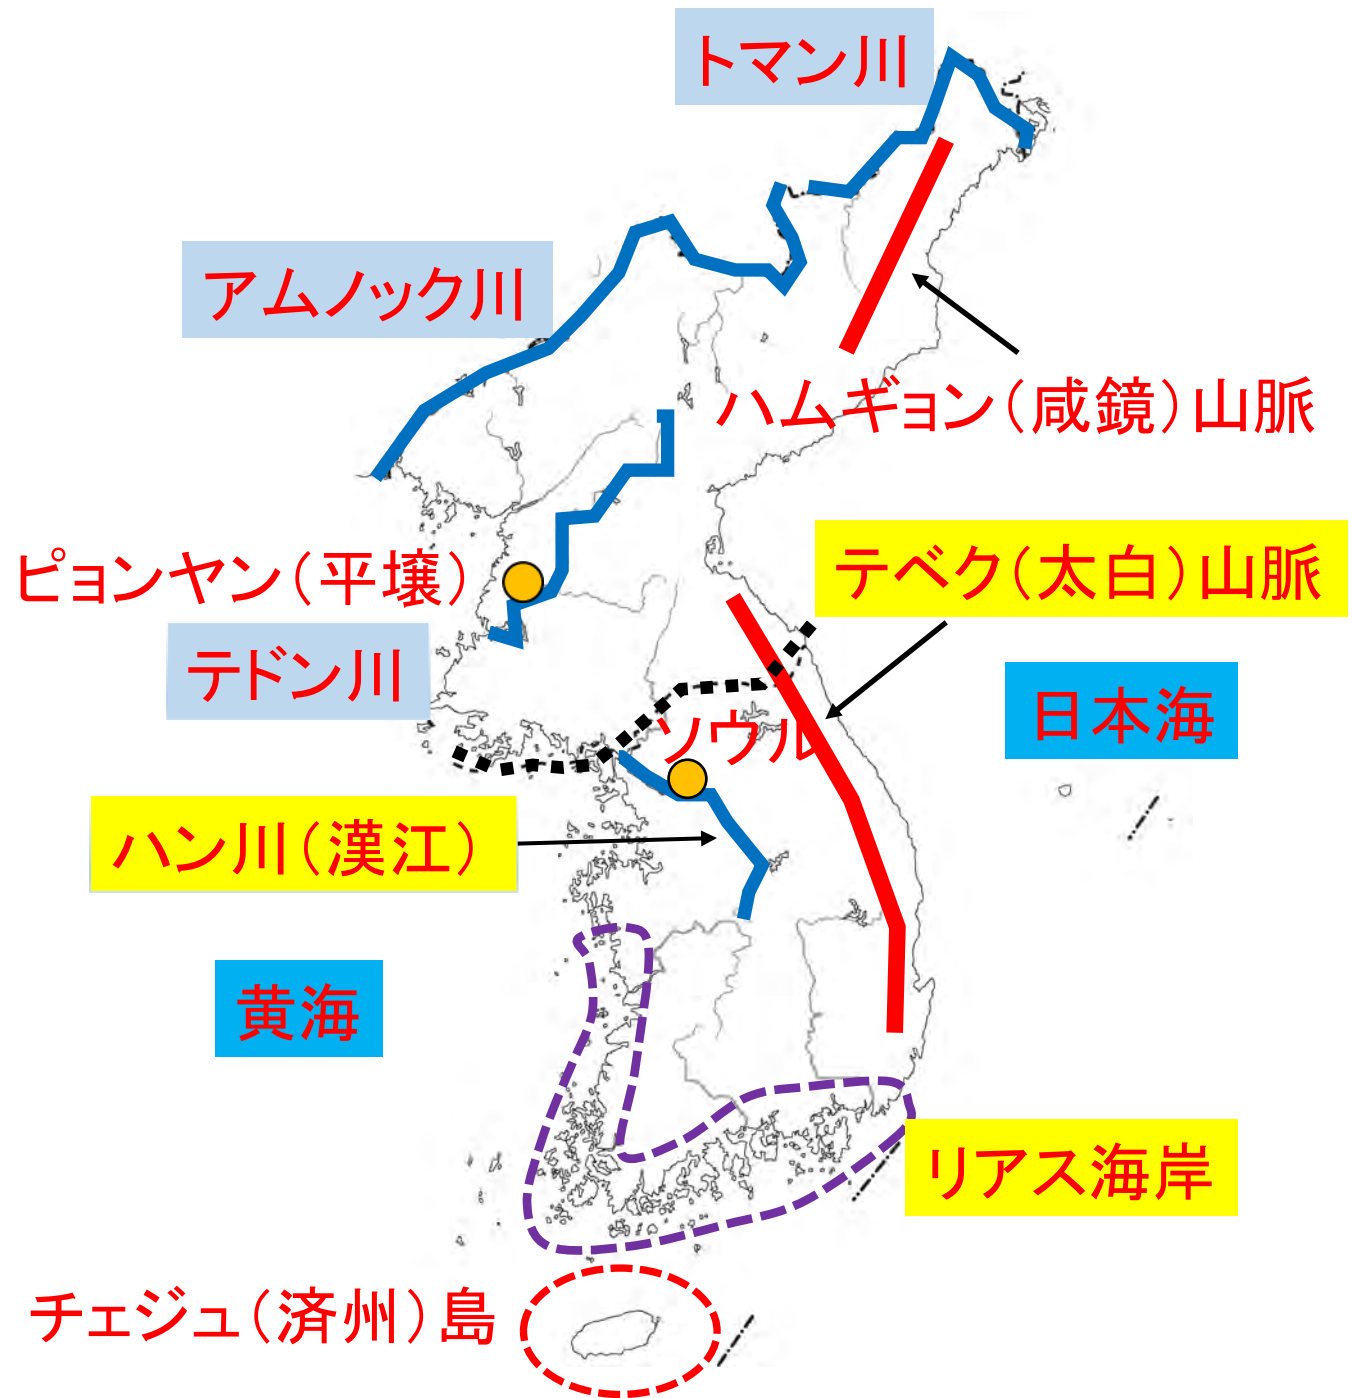 トマン川
アムノック川
ハムギョン（咸鏡）山脈
ピョンヤン（平壌）
テベク（太白）山脈
テドン川
日本海
ソウル
ハン川（漢江）
黄海
リアス海岸
チェジュ（済州）島